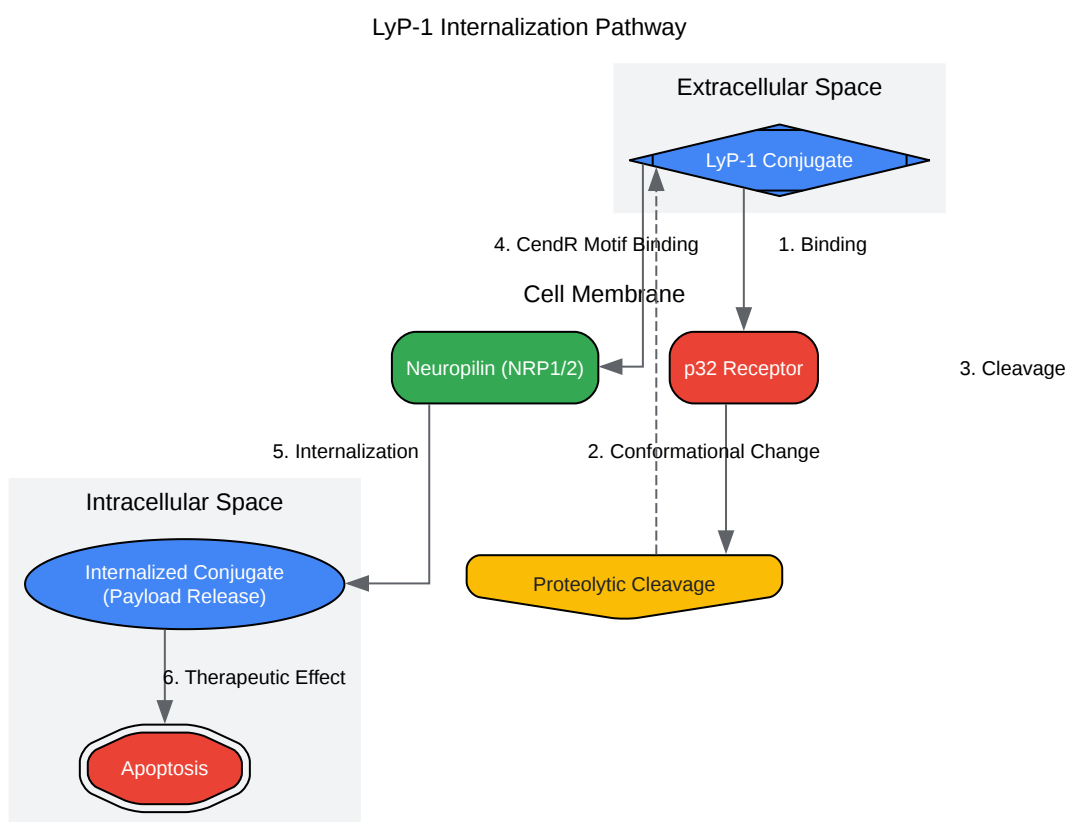 LyP-1 Internalization Pathway
Extracellular Space
LyP-1 Conjugate
4. CendR Motif Binding
1. Binding
Cell Membrane
Neuropilin (NRP1/2)
p32 Receptor
3. Cleavage
5. Internalization
2. Conformational Change
Intracellular Space
Internalized Conjugate
(Payload Release)
Proteolytic Cleavage
6. Therapeutic Effect
Apoptosis